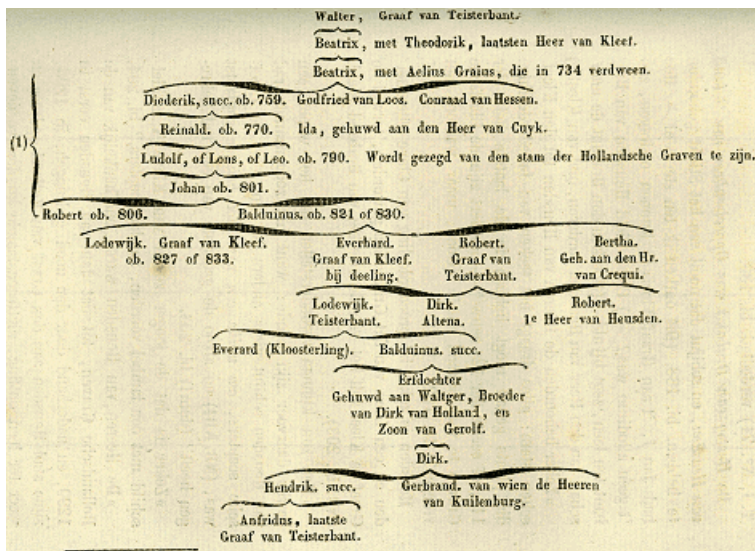 Walter, Graaf van Teisterbant.
Beatrix, met Theodorik, laatsten Heer van Kleef.
Beatrix, met Aelius Graius, die in 734 verdween.
Diederik, succ. ob. 759. Godfried van Loos. Conraad van Hessen.
Reinald. ob. 770. Ida, gehuwd aan den Heer van Cuyk.
(1)
Ludolf, of Lons, of Leo. ob. 790. Wordt gezegd van den stam der Hollandsche Graven te zijn.
Johan ob. 801.
Robert ob. 806. Balduinus. ob. 821 of 830.
Lodewijk. Graaf van Kleef. Everhard. Robert. Bertha.
ob. 827 of 833. Graaf van Kleef. Graaf van Geh. aan den Hr.
bij deeling. Teisterbant. van Crequi.
Lodewijk. Dirk. Robert.
Teisterbant. Altena. 1e Heer van Heusden.
Everard (Kloosterling). Balduinus. succ.
Erfdochter
Gehuwd aan Waltger, Broeder
van Dirk van Holland, en
Zoon van Gerolf.
Dirk.
Hendrik. succ. Gerbrand. van wien de Heeren
van Kuilenburg.
Anfridus, laatste
Graaf van Teisterbant.